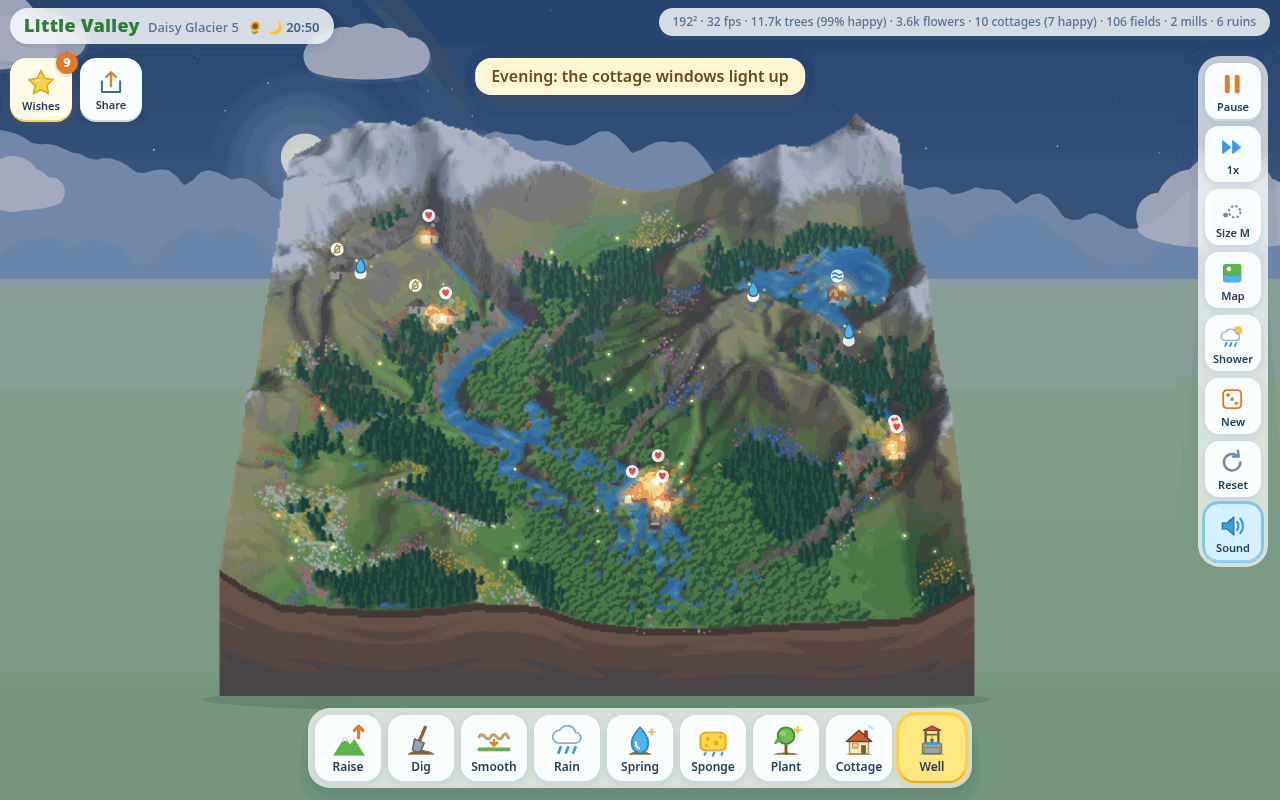 Little Valley Daisy Glacier 5 🌻 🌙 20:50
192² · 32 fps · 11.7k trees (99% happy) · 3.6k flowers · 10 cottages (7 happy) · 106 fields · 2 mills · 6 ruins
9
Wishes
Share
Evening: the cottage windows light up
Pause
1x
Size M
Map
Shower
New
Reset
Sound
Raise
Dig
Smooth
Rain
Spring
Sponge
Plant
Cottage
Well